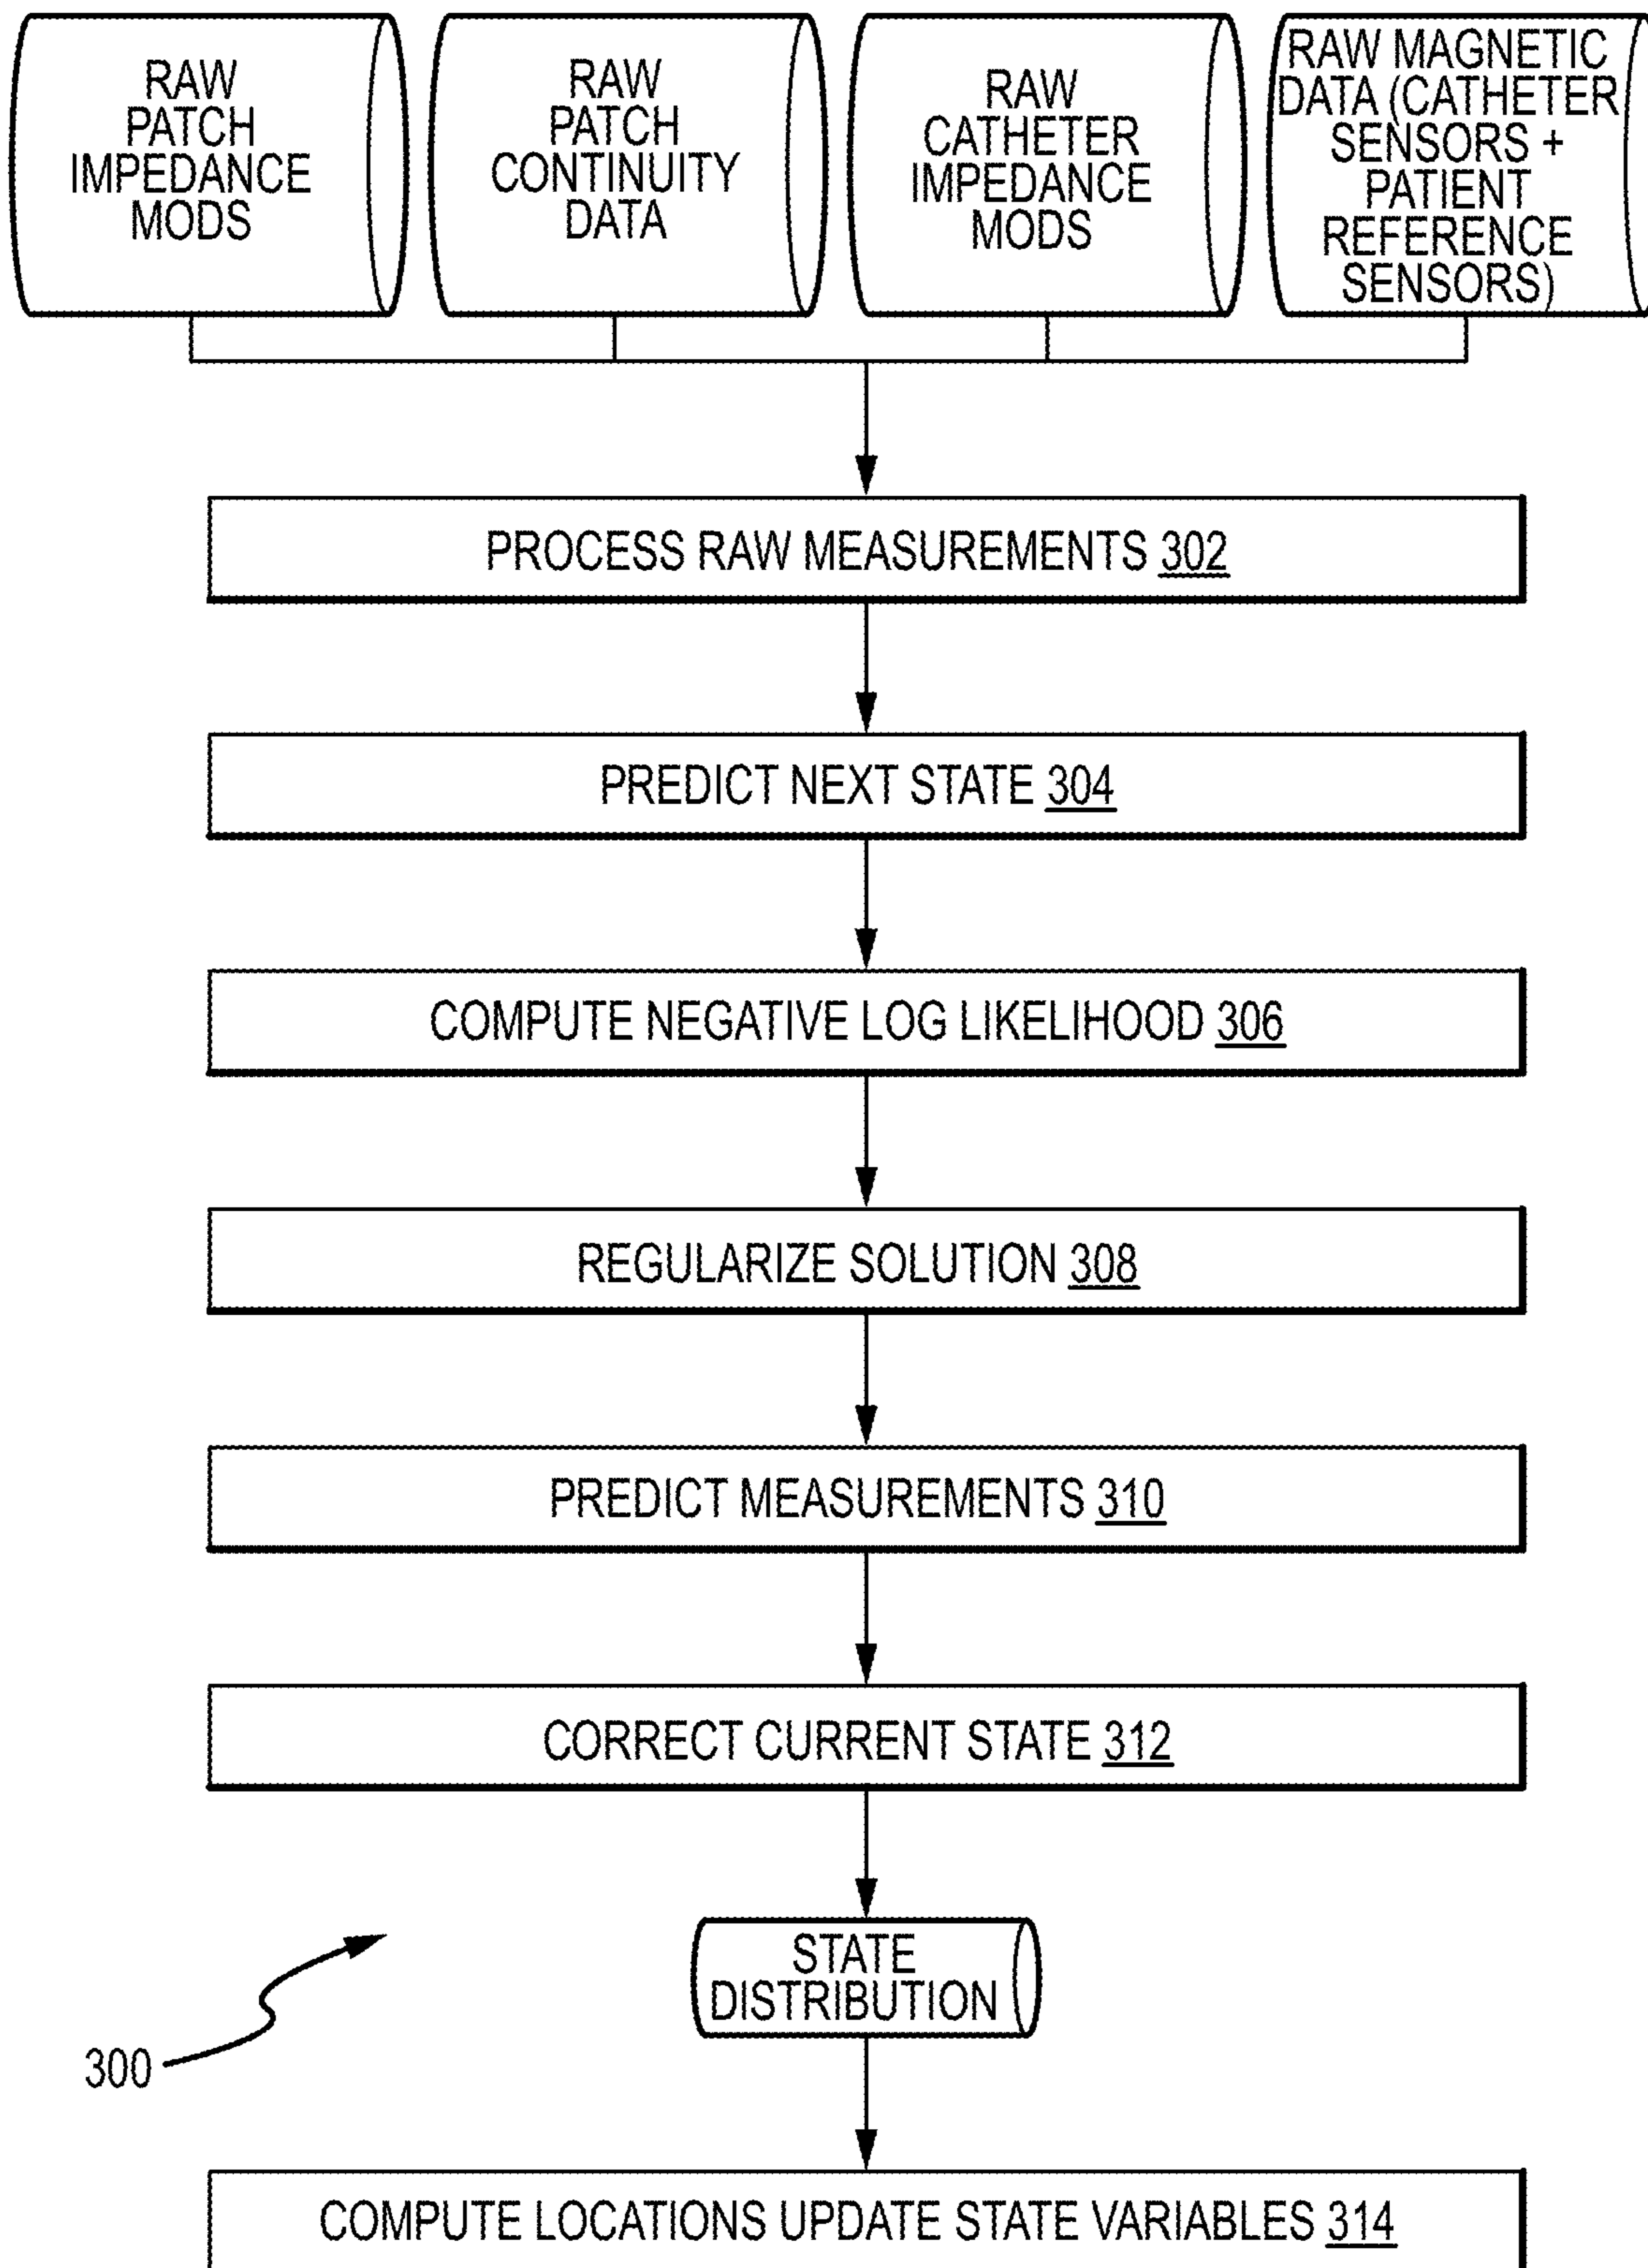 RAW
PATCH
IMPEDANCE
MODS
RAW
PATCH
CONTINUITY
DATA
RAW
CATHETER
IMPEDANCE
MODS
RAW MAGNETIC
DATA (CATHETER
SENSORS +
PATIENT
REFERENCE
SENSORS)
PROCESS RAW MEASUREMENTS 302
PREDICT NEXT STATE 304
COMPUTE NEGATIVE LOG LIKELIHOOD 306
REGULARIZE SOLUTION 308
PREDICT MEASUREMENTS 310
CORRECT CURRENT STATE 312
STATE
DISTRIBUTION
300
COMPUTE LOCATIONS UPDATE STATE VARIABLES 314